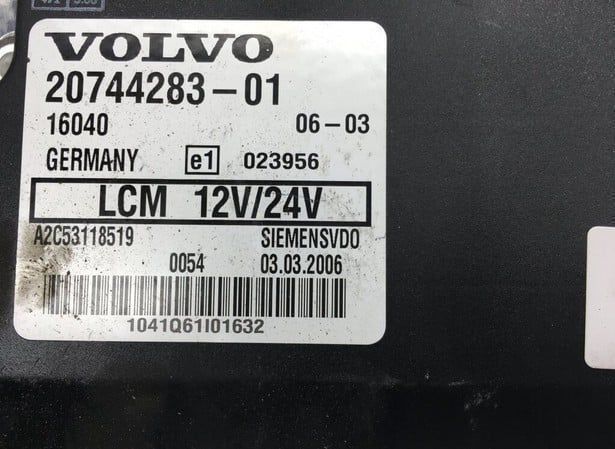 VOLVO
20744283-01
16040 06-03
GERMANY e1 023956
LCM 12V/24V
A2C53118519 SIEMENSVDO
0054 03.03.2006
1041Q61I01632